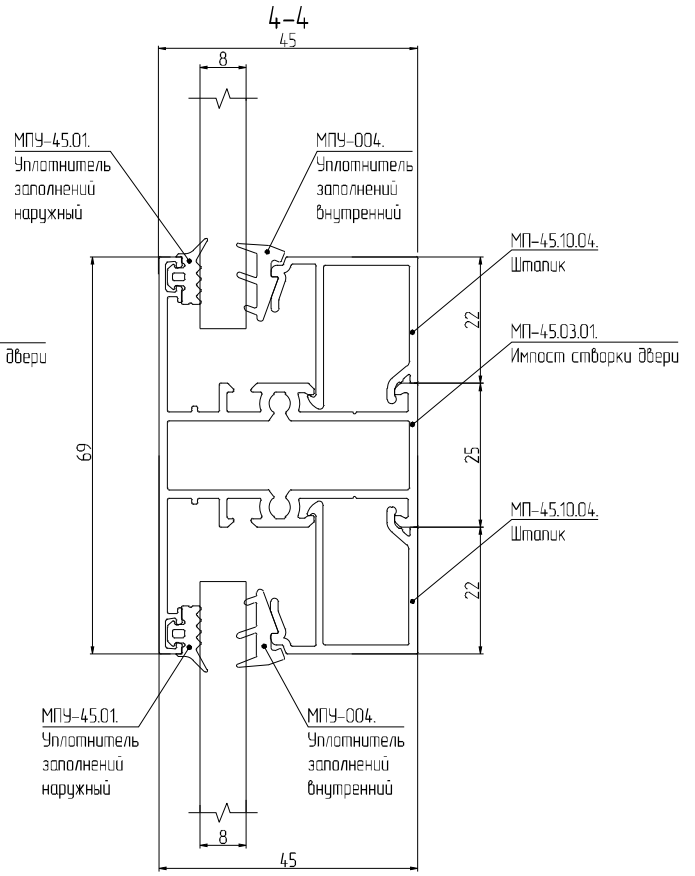 4-4
45
8
МПУ-45.01.
Уплотнитель
заполнений
наружный
МПУ-004.
Уплотнитель
заполнений
внутренний
МП-45.10.04.
Штапик
22
МП-45.03.01.
Импост створки двери
двери
69
25
МП-45.10.04.
Штапик
22
МПУ-45.01.
Уплотнитель
заполнений
наружный
МПУ-004.
Уплотнитель
заполнений
внутренний
8
45